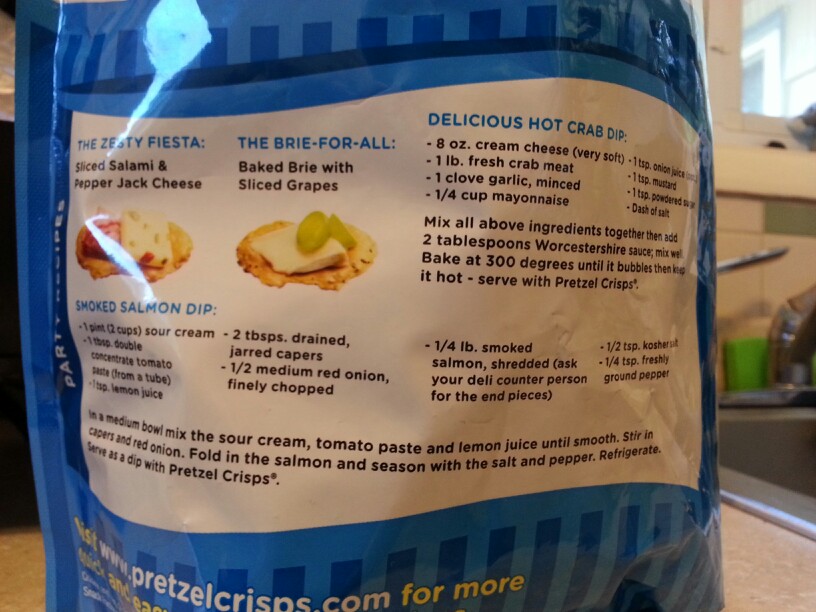 PARTY RECIPES
THE ZESTY FIESTA:
Sliced Salami &
Pepper Jack Cheese
THE BRIE-FOR-ALL:
Baked Brie with
Sliced Grapes
DELICIOUS HOT CRAB DIP:
- 8 oz. cream cheese (very soft)
- 1 lb. fresh crab meat
- 1 clove garlic, minced
- 1/4 cup mayonnaise
- 1 tsp. onion juice
- 1 tsp. mustard
- 1 tsp. powdered
- Dash of salt
Mix all above ingredients together then add
2 tablespoons Worcestershire sauce; mix well.
Bake at 300 degrees until it bubbles then keep
it hot - serve with Pretzel Crisps®.
SMOKED SALMON DIP:
- 1 pint (2 cups) sour cream
- 1 tbsp. double
concentrate tomato
paste (from a tube)
- 1 tsp. lemon juice
- 2 tbsps. drained,
jarred capers
- 1/2 medium red onion,
finely chopped
- 1/4 lb. smoked
salmon, shredded (ask
your deli counter person
for the end pieces)
- 1/2 tsp. kosher salt
- 1/4 tsp. freshly
ground pepper
In a medium bowl mix the sour cream, tomato paste and lemon juice until smooth. Stir in
capers and red onion. Fold in the salmon and season with the salt and pepper. Refrigerate.
Serve as a dip with Pretzel Crisps®.
Visit www.pretzelcrisps.com for more
quick and easy